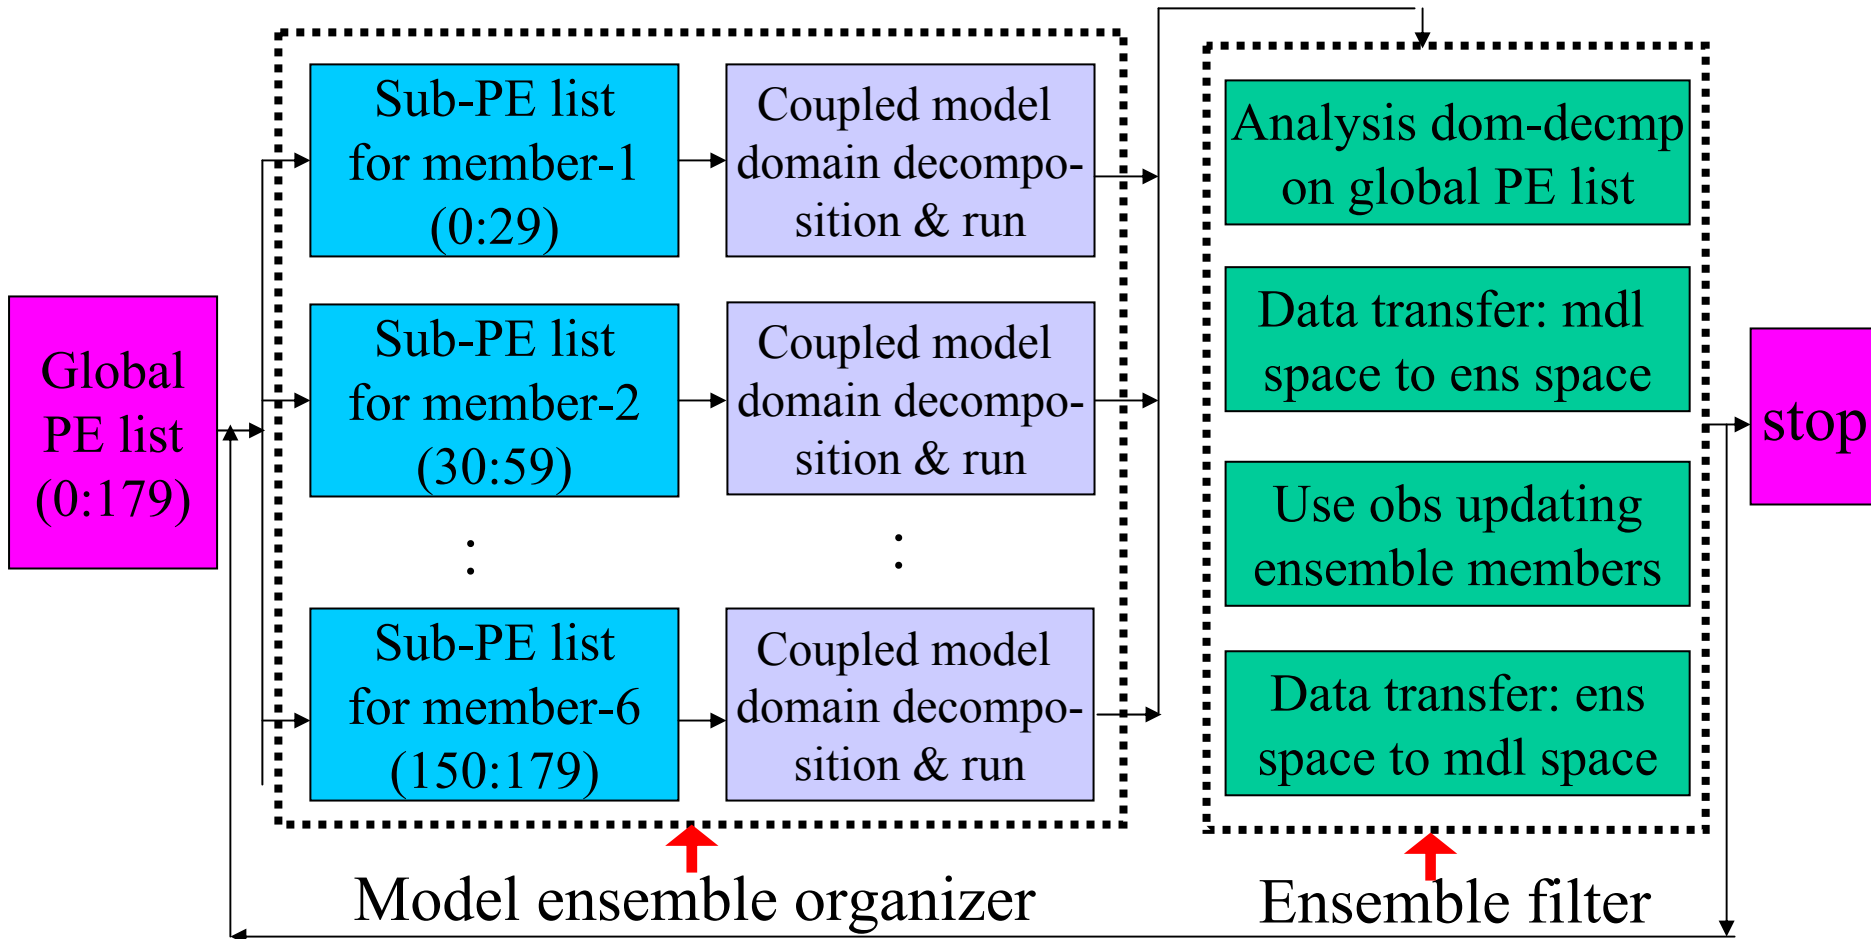 Global
PE list
(0:179)
Sub-PE list
for member-1
(0:29)
Coupled model
domain decompo-
sition & run
Sub-PE list
for member-2
(30:59)
Coupled model
domain decompo-
sition & run
:
:
Sub-PE list
for member-6
(150:179)
Coupled model
domain decompo-
sition & run
Model ensemble organizer
Analysis dom-decmp
on global PE list
Data transfer: mdl
space to ens space
Use obs updating
ensemble members
Data transfer: ens
space to mdl space
Ensemble filter
stop